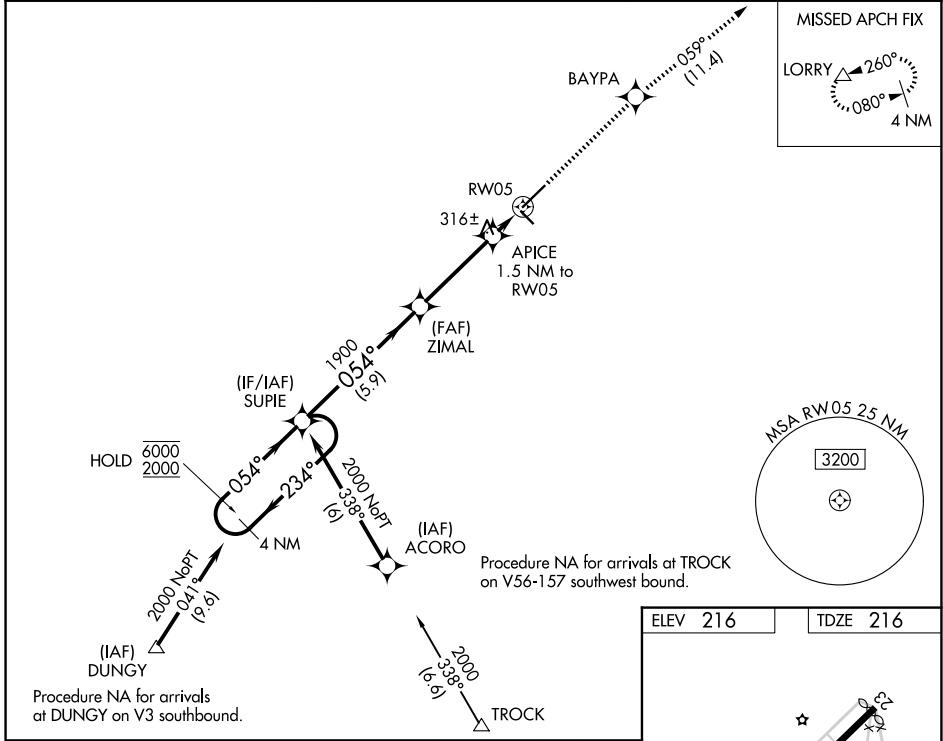 MISSED APCH FIX
LORRY
260°
080°
4 NM
059°
(11.4)
BAYPA
RW05
316±
APICE
1.5 NM to
RW05
(FAF)
ZIMAL
1900
054°
(5.9)
(IF/IAF)
SUPIE
HOLD
6000
2000
054°
234°
4 NM
2000 NoPT
338°
(6)
(IAF)
ACORO
MSA RW05 25 NM
3200
Procedure NA for arrivals at TROCK
on V56-157 southwest bound.
2000 NoPT
041°
(9.6)
(IAF)
DUNGY
Procedure NA for arrivals
at DUNGY on V3 southbound.
2000
338°
(6.6)
TROCK
ELEV 216
TDZE 216
23